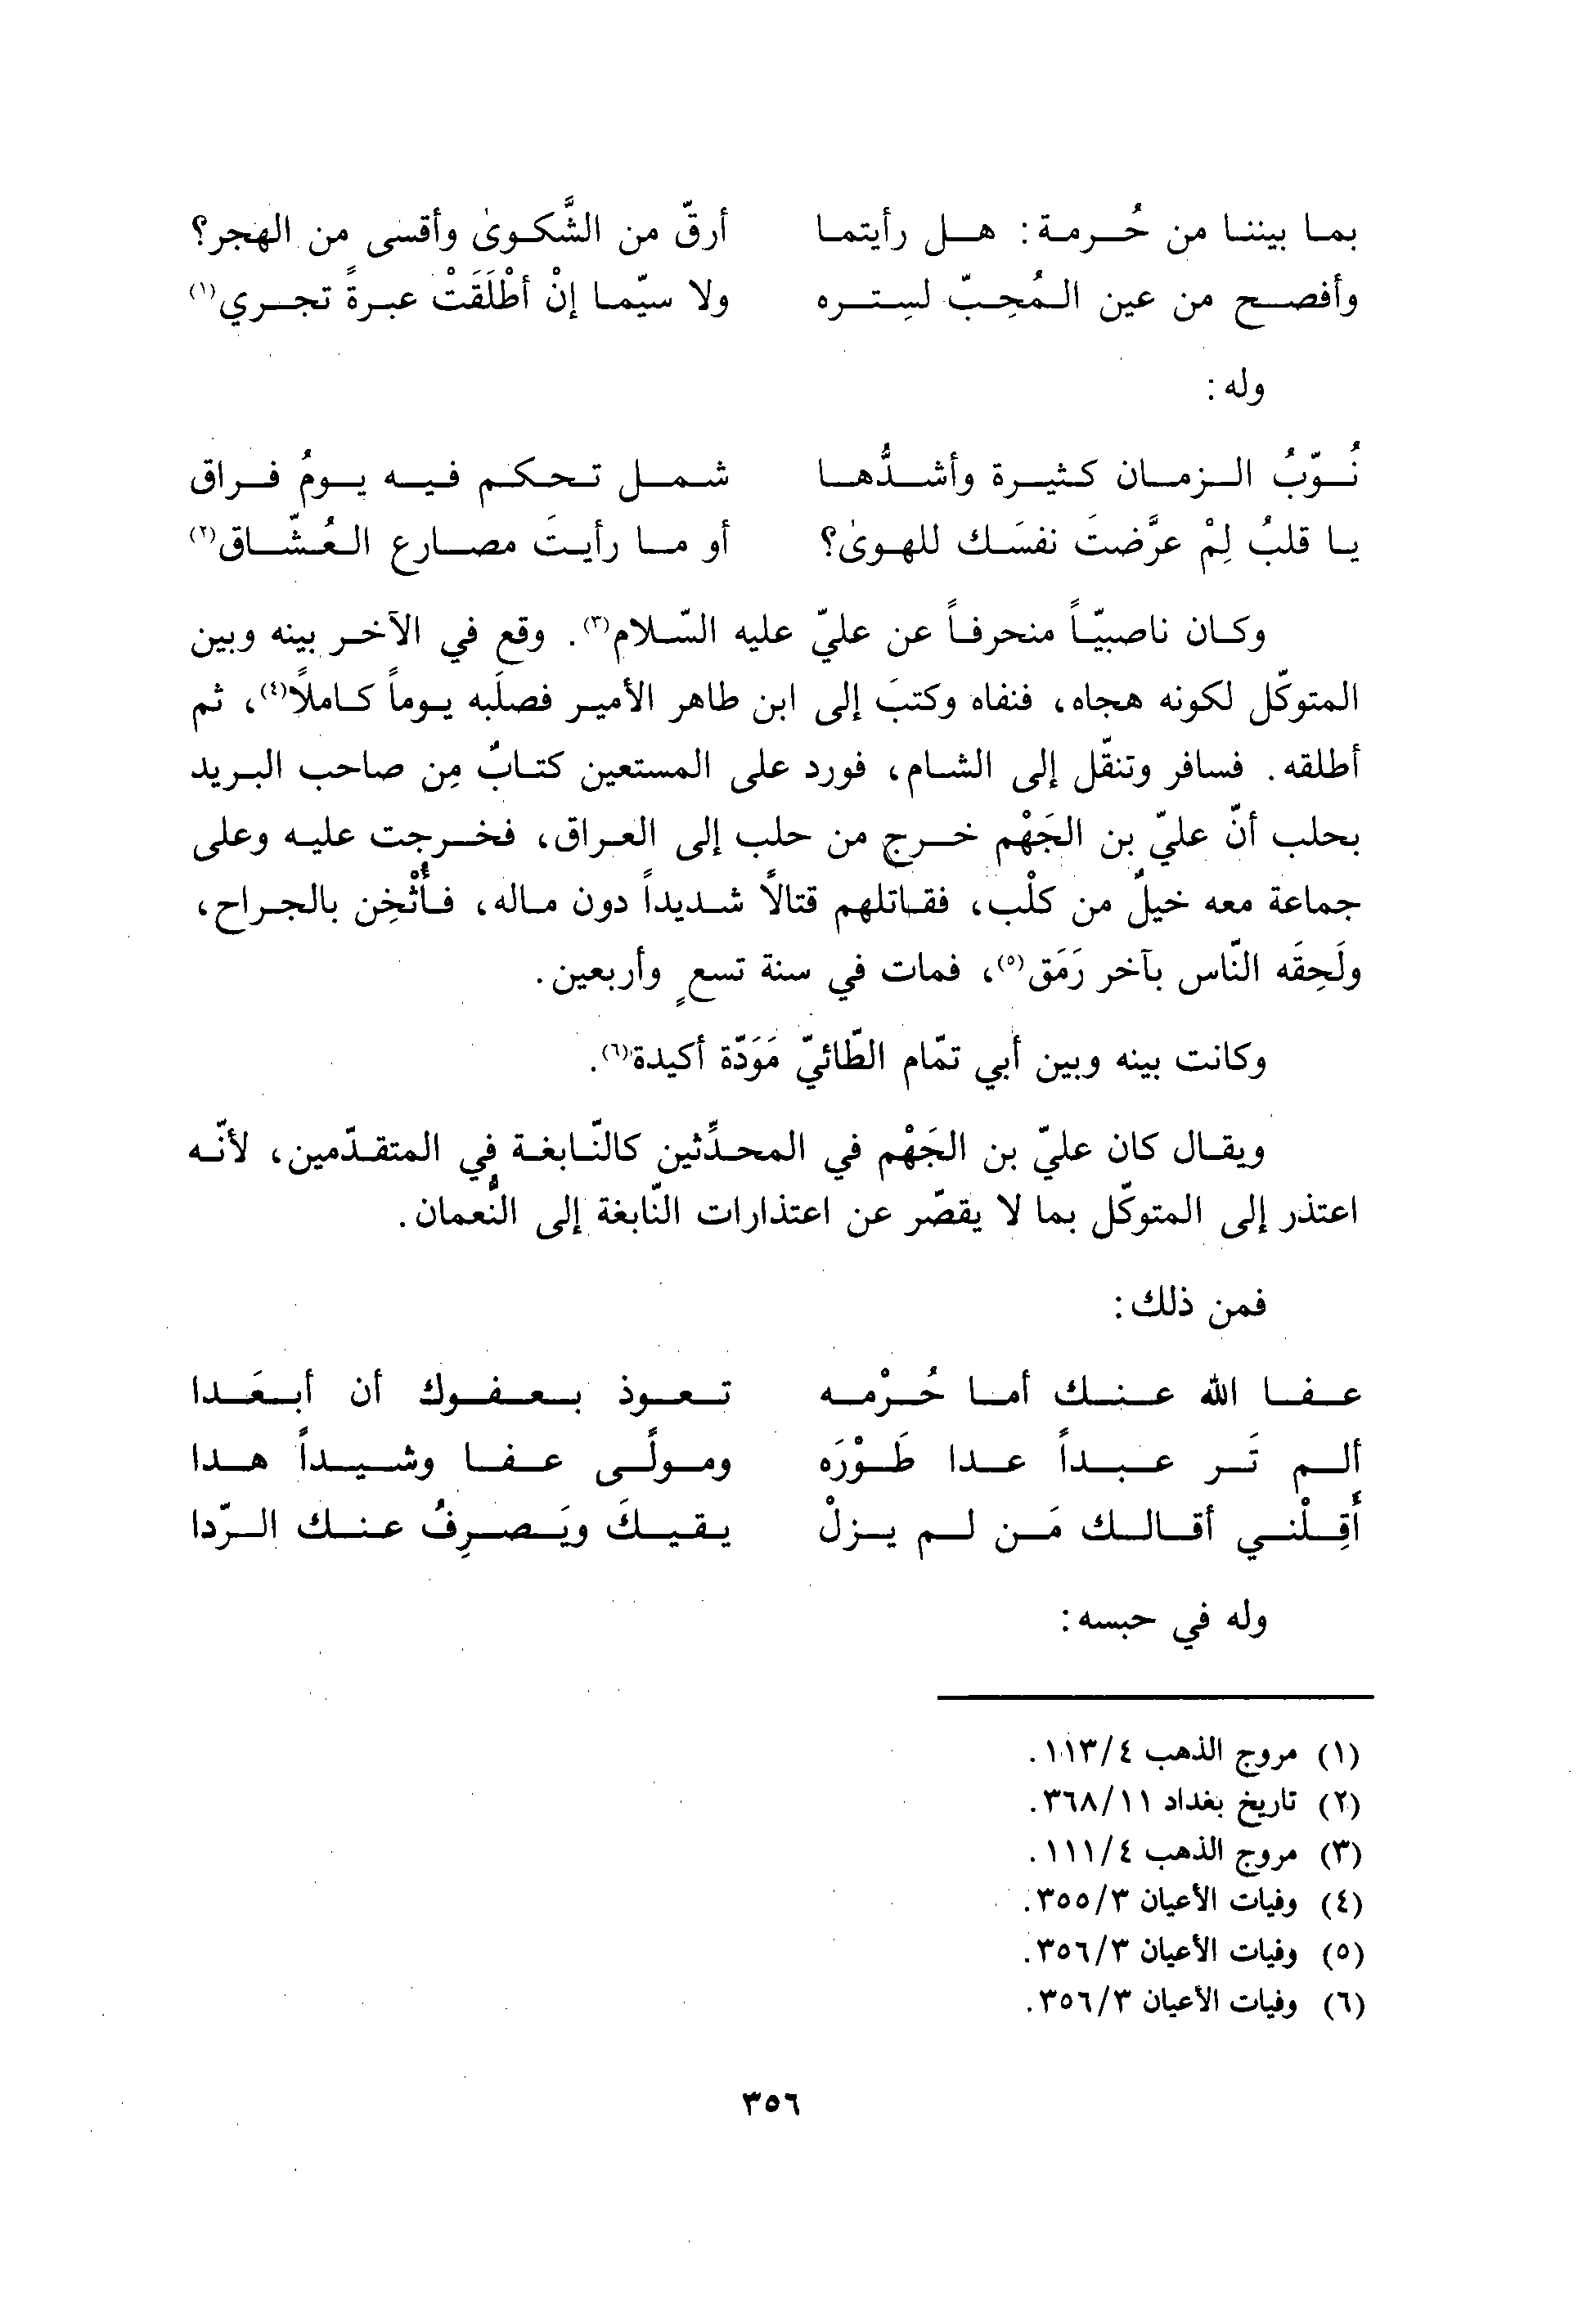 بما بيننا من حُرمة: هل رأيتما أرقّ من الشَّكوىٰ وأقسى من الهجر؟
وأفصح من عين المُحِبّ لسِتره ولا سيّما إنْ أطْلَقَتْ عبرةً تجري(١)
وله:
نُوّبُ الزمان كثيرة وأشدُّها شمل تحكم فيه يومُ فراق
يا قلبُ لِمْ عرَّضتَ نفسَك للهوىٰ؟ أو ما رأيتَ مصارع العُشّاق(٢)
وكان ناصبيّاً منحرفاً عن عليّ عليه السّلام(٣). وقع في الآخر بينه وبين
المتوكّل لكونه هجاه، فنفاه وكتبَ إلى ابن طاهر الأمير فصلَبه يوماً كاملاً(٤)، ثم
أطلقه. فسافر وتنقّل إلى الشام، فورد على المستعين كتابٌ مِن صاحب البريد
بحلب أنّ عليّ بن الجَهْم خرج من حلب إلى العراق، فخرجت عليه وعلى
جماعة معه خيلٌ من كلْب، فقاتلهم قتالًا شديداً دون ماله، فأُثْخِن بالجراح،
ولَحِقَه النّاس بآخر رَمَق(٥)، فمات في سنة تسعٍ وأربعين.
وكانت بينه وبين أبي تمّام الطّائيّ مَوَدّة أكيدة(٦).
ويقال كان عليّ بن الجَهْم في المحدِّثين كالنّابغة في المتقدّمين، لأنّه
اعتذر إلى المتوكّل بما لا يقصّر عن اعتذارات النّابغة إلى النُّعمان.
فمن ذلك:
عفا الله عنك أما حُرْمه تعوذ بعفوك أن أبعَدا
ألم تَر عبداً عدا طَوْرَه ومولًى عفا وشيداً هدا
أَقِلْني أقالك مَن لم يزلْ يقيكَ ويَصرِفُ عنك الرّدا
وله في حبسه:
(١) مروج الذهب ٤/١١٣.
(٢) تاريخ بغداد ١١/٣٦٨.
(٣) مروج الذهب ٤/١١١.
(٤) وفيات الأعيان ٣/٣٥٥.
(٥) وفيات الأعيان ٣/٣٥٦.
(٦) وفيات الأعيان ٣/٣٥٦.
٣٥٦